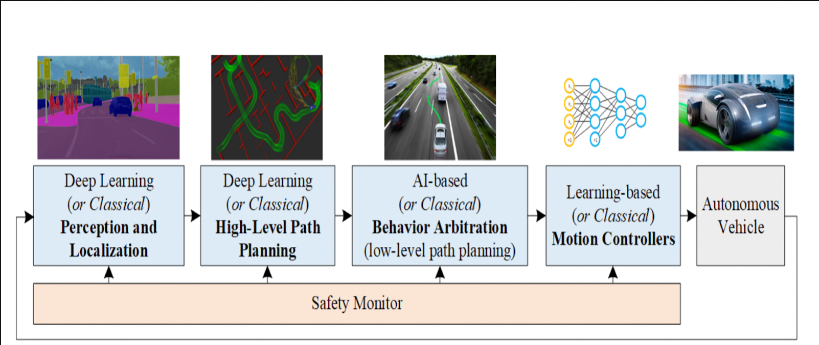 Deep Learning
(or Classical)
Perception and
Localization
Deep Learning
(or Classical)
High-Level Path
Planning
AI-based
(or Classical)
Behavior Arbitration
(low-level path planning)
Learning-based
(or Classical)
Motion Controllers
Autonomous
Vehicle
Safety Monitor